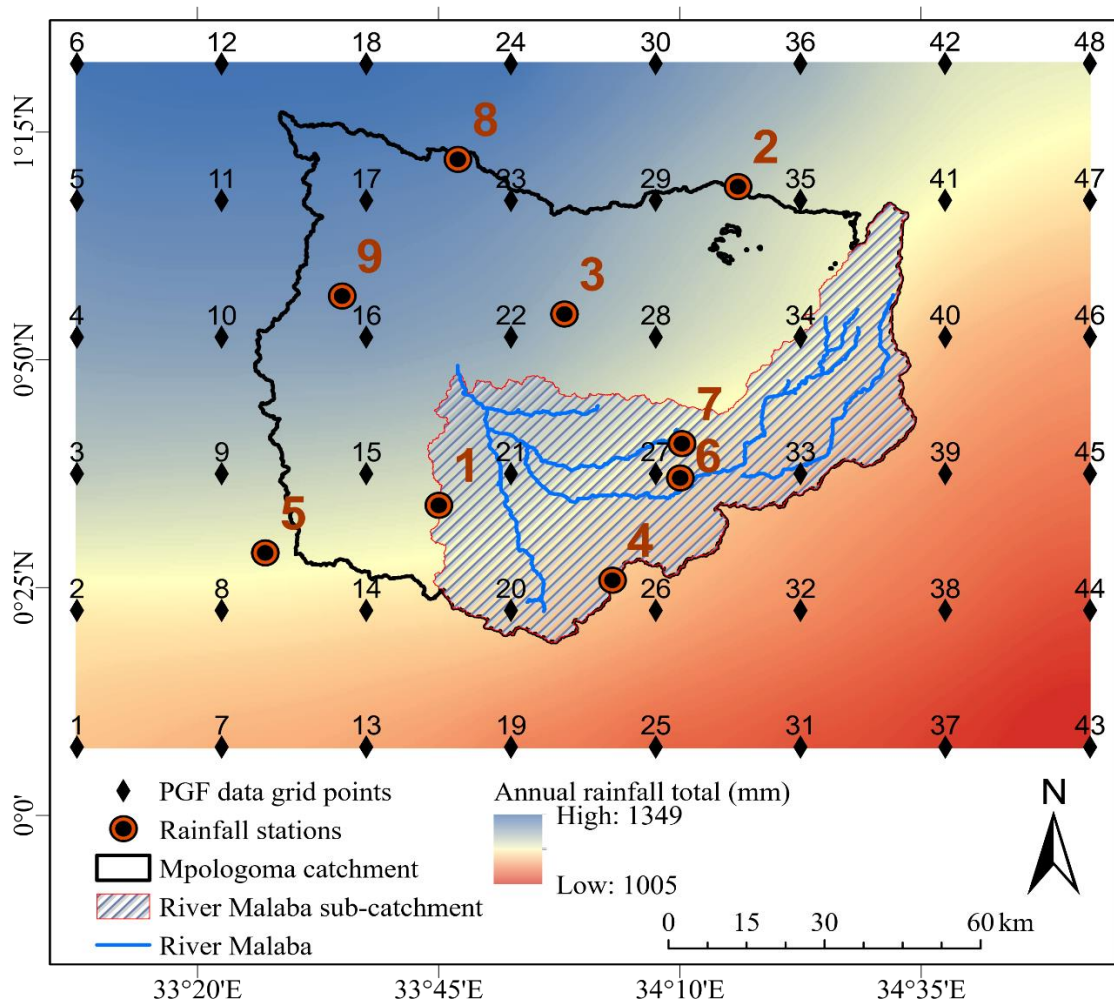 6 12 18 24 30 36 42 48
1°15'N
8
2
5 11 17 23 29 35 41 47
9
3
4 10 16 22 28 34 40 46
0°50'N
7
3 9 15 21 27 33 39 45
1
6
5
4
0°25'N
2 8 14 20 26 32 38 44
1 7 13 19 25 31 37 43
0°0'
PGF data grid points
Rainfall stations
Mpologoma catchment
River Malaba sub-catchment
River Malaba
Annual rainfall total (mm)
High: 1349
Low: 1005
N
0 15 30 60 km
33°20'E 33°45'E 34°10'E 34°35'E